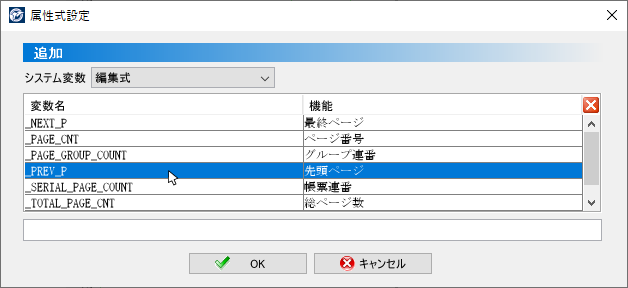 属性式設定
追加
システム変数 編集式
変数名 機能
_NEXT_P 最終ページ
_PAGE_CNT ページ番号
_PAGE_GROUP_COUNT グループ連番
_PREV_P 先頭ページ
_SERIAL_PAGE_COUNT 帳票連番
_TOTAL_PAGE_CNT 総ページ数
OK キャンセル